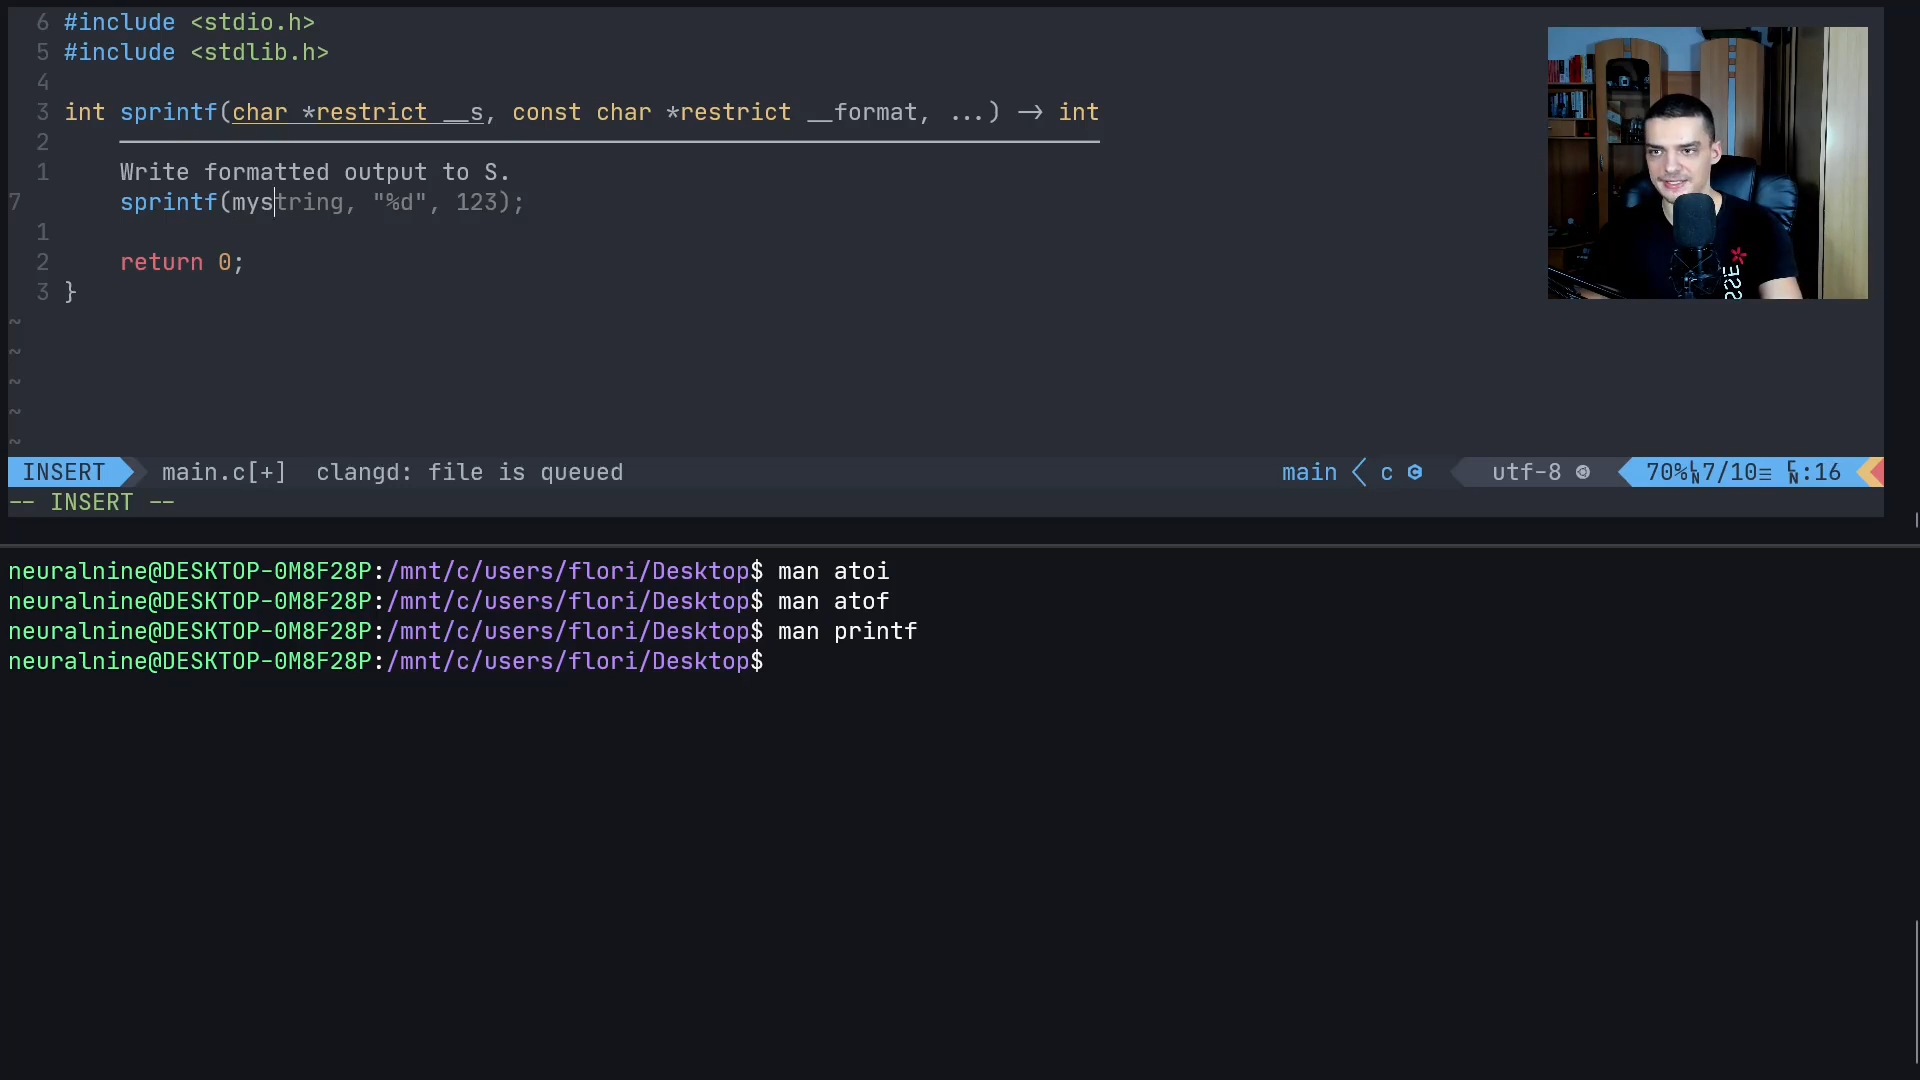 6 #include <stdio.h>
5 #include <stdlib.h>
4
3 int sprintf(char *restrict __s, const char *restrict __format, ...) → int
2
1 Write formatted output to S.
7 sprintf(mystring, "%d", 123);
1
2 return 0;
3 }
~
~
~
~
~
INSERT main.c[+] clangd: file is queued main c utf-8 70% 7/10 :16
-- INSERT --
neuralnine@DESKTOP-0M8F28P:/mnt/c/users/flori/Desktop$ man atoi
neuralnine@DESKTOP-0M8F28P:/mnt/c/users/flori/Desktop$ man atof
neuralnine@DESKTOP-0M8F28P:/mnt/c/users/flori/Desktop$ man printf
neuralnine@DESKTOP-0M8F28P:/mnt/c/users/flori/Desktop$